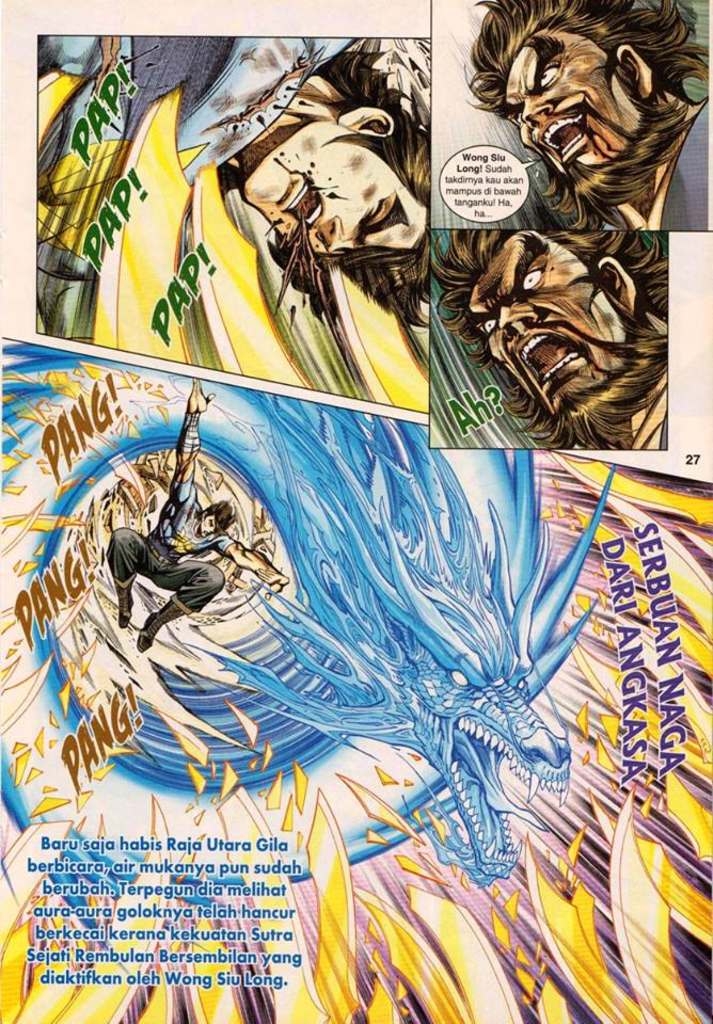 PAP!
PAP!
PAP!
Wong Siu
Long! Sudah
takdirnya kau akan
mampus di bawah
tanganku! Ha,
ha...
Ah?
27
PANG!
PANG!
PANG!
SERBUAN NAGA
DARI ANGKASA
Baru saja habis Raja Utara Gila
berbicara, air mukanya pun sudah
berubah. Terpegun dia melihat
aura-aura goloknya telah hancur
berkecai kerana kekuatan Sutra
Sejati Rembulan Bersembilan yang
diaktifkan oleh Wong Siu Long.